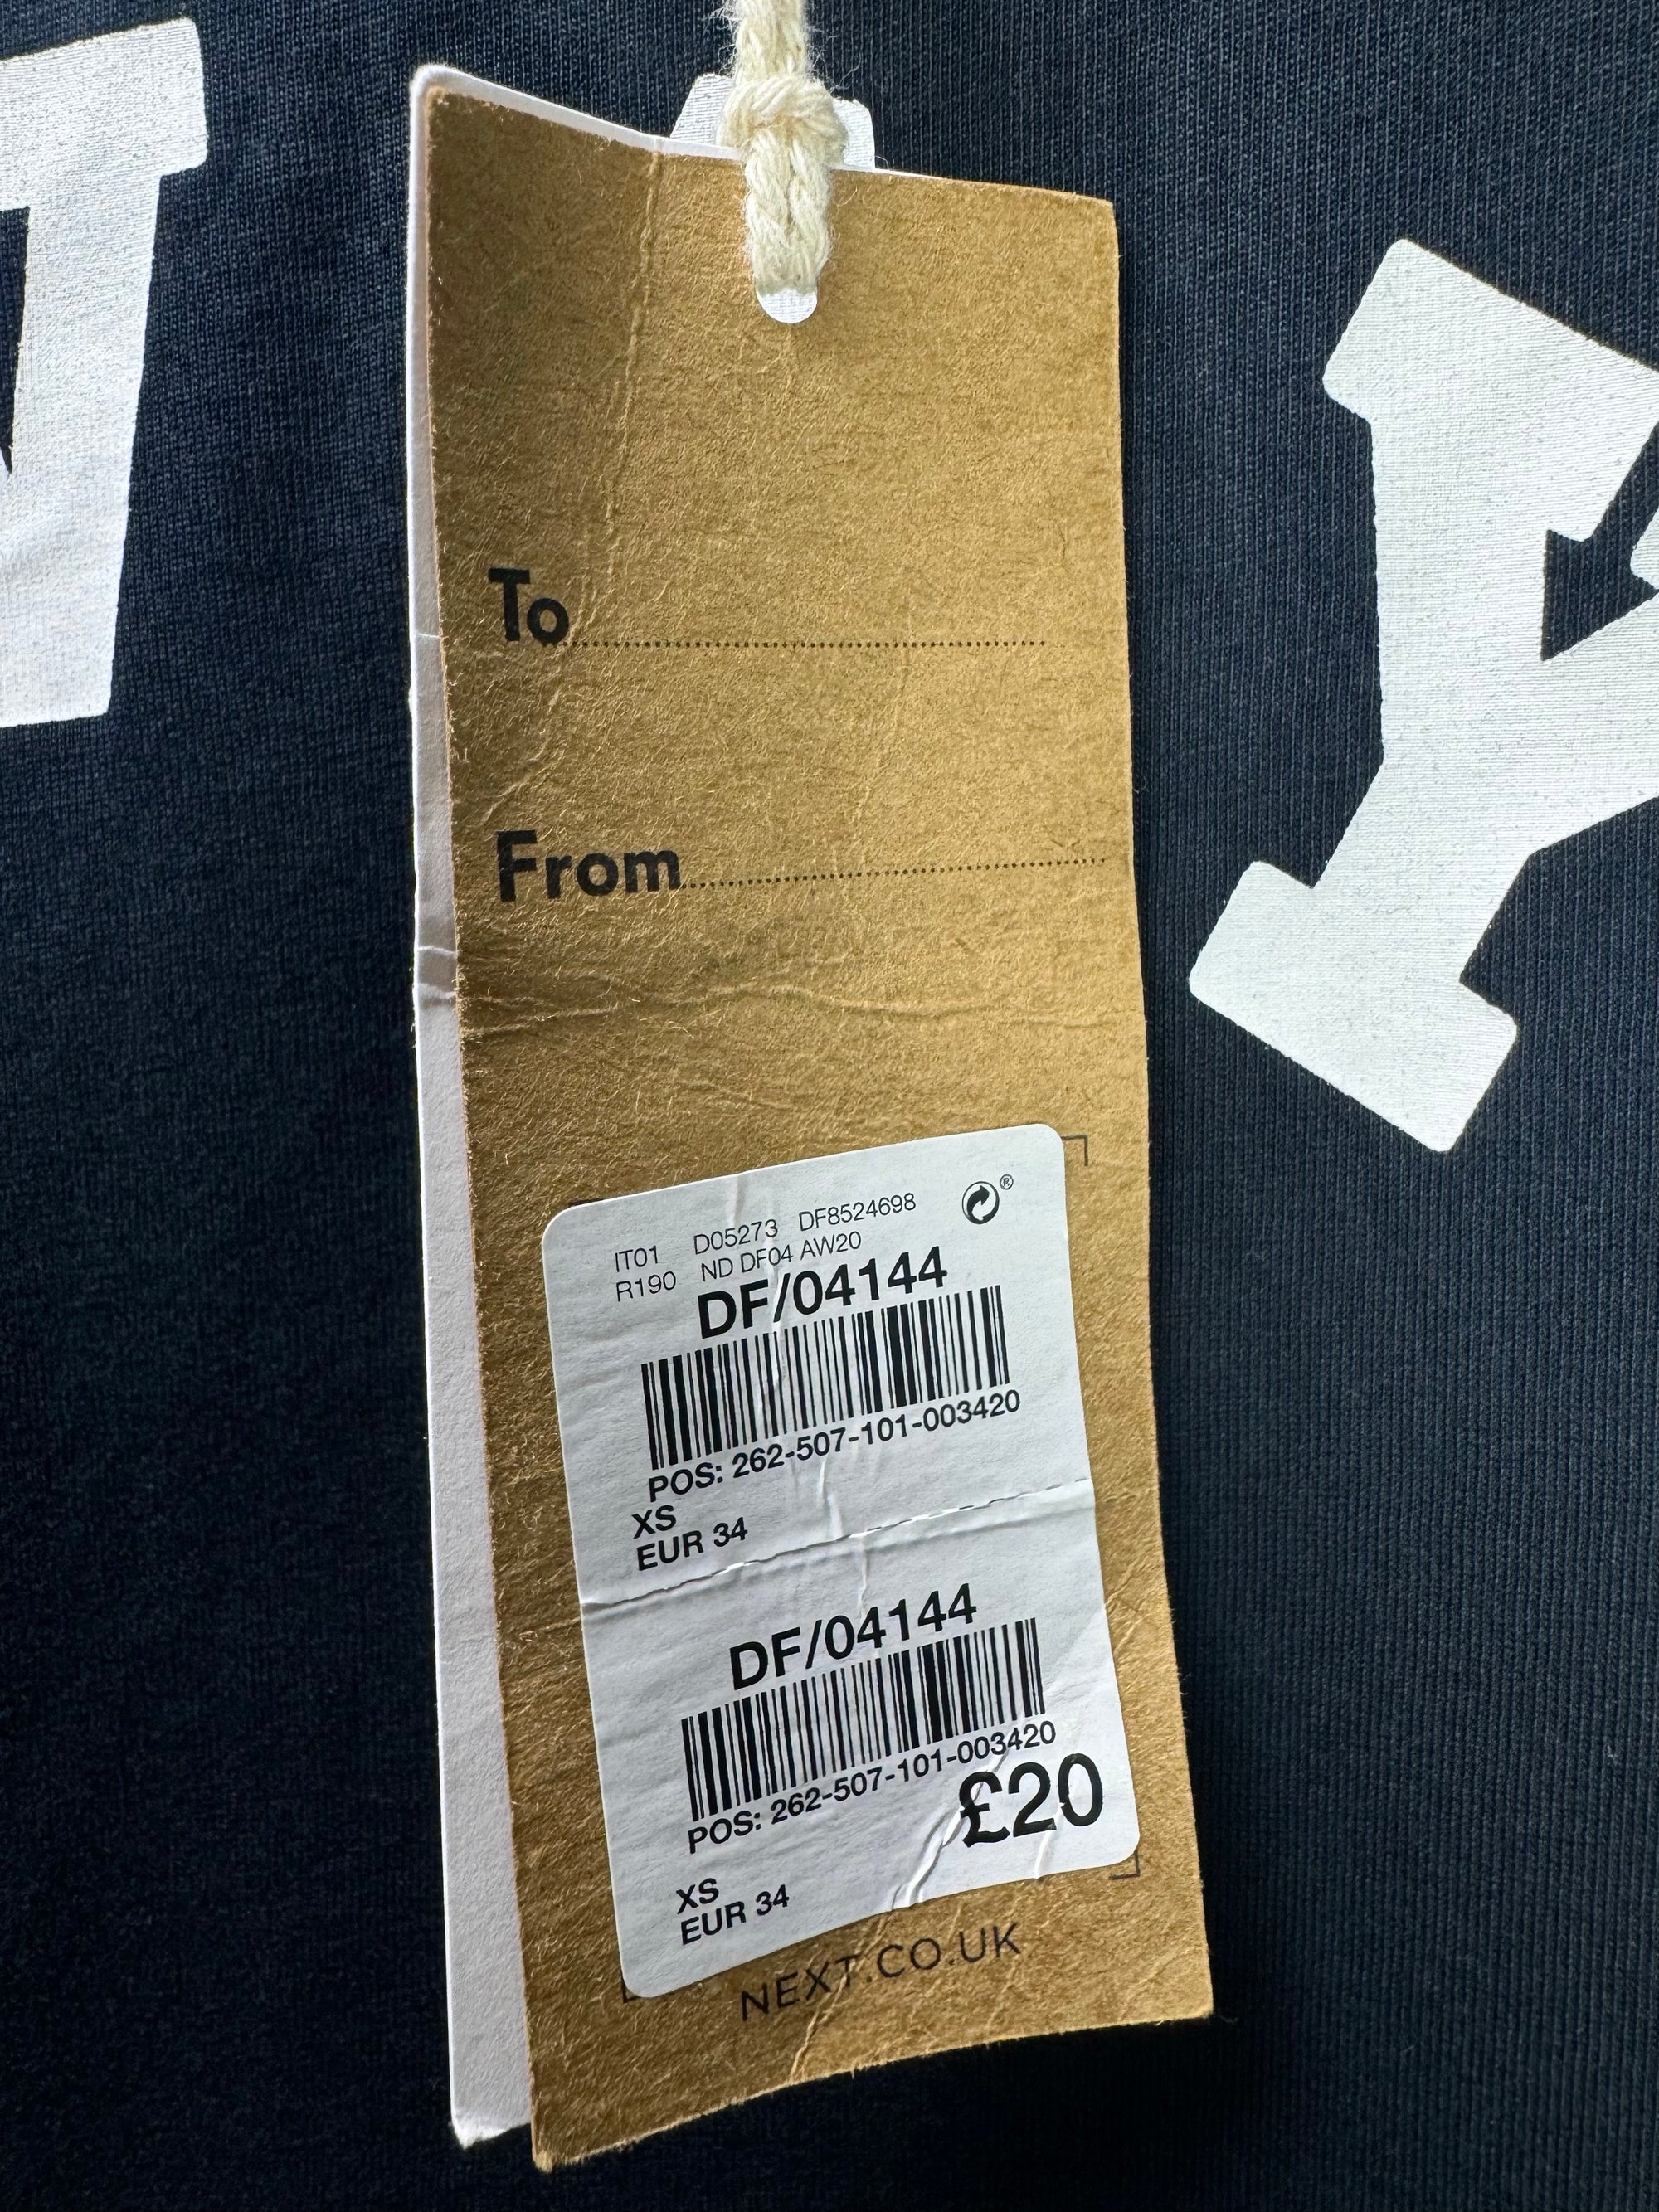 To
From
IT01 D05273 DF8524698 ®
R190 ND DF04 AW20
DF/04144
POS: 262-507-101-003420
XS
EUR 34
DF/04144
POS: 262-507-101-003420
£20
XS
EUR 34
NEXT.CO.UK